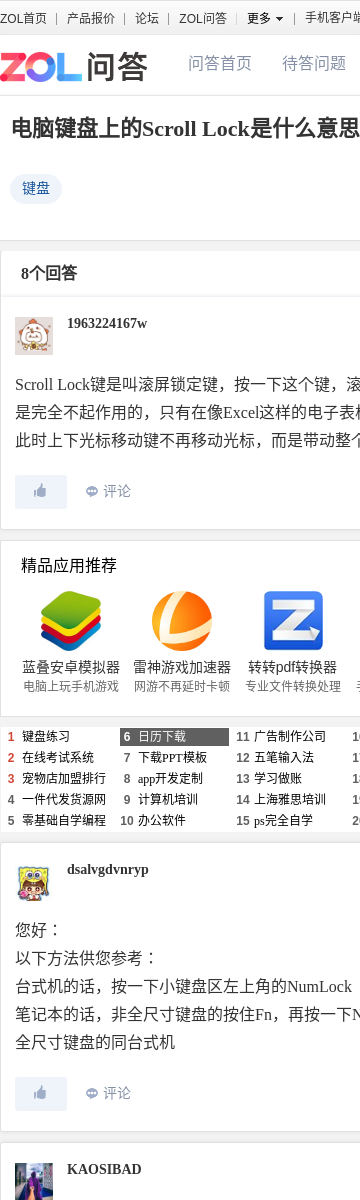 ZOL首页 | 产品报价 | 论坛 | ZOL问答 | 更多 | 手机客户端
ZOL问答 问答首页 待答问题
电脑键盘上的Scroll Lock是什么意思
键盘
8个回答
1963224167w
Scroll Lock键是叫滚屏锁定键，按一下这个键，滚
是完全不起作用的，只有在像Excel这样的电子表
此时上下光标移动键不再移动光标，而是带动整个
评论
精品应用推荐
蓝叠安卓模拟器 雷神游戏加速器 转转pdf转换器
电脑上玩手机游戏 网游不再延时卡顿 专业文件转换处理
1 键盘练习 6 日历下载 11 广告制作公司
2 在线考试系统 7 下载PPT模板 12 五笔输入法
3 宠物店加盟排行 8 app开发定制 13 学习做账
4 一件代发货源网 9 计算机培训 14 上海雅思培训
5 零基础自学编程 10 办公软件 15 ps完全自学
dsalvgdvnryp
您好：
以下方法供您参考：
台式机的话，按一下小键盘区左上角的NumLock
笔记本的话，非全尺寸键盘的按住Fn，再按一下N
全尺寸键盘的同台式机
评论
KAOSIBAD